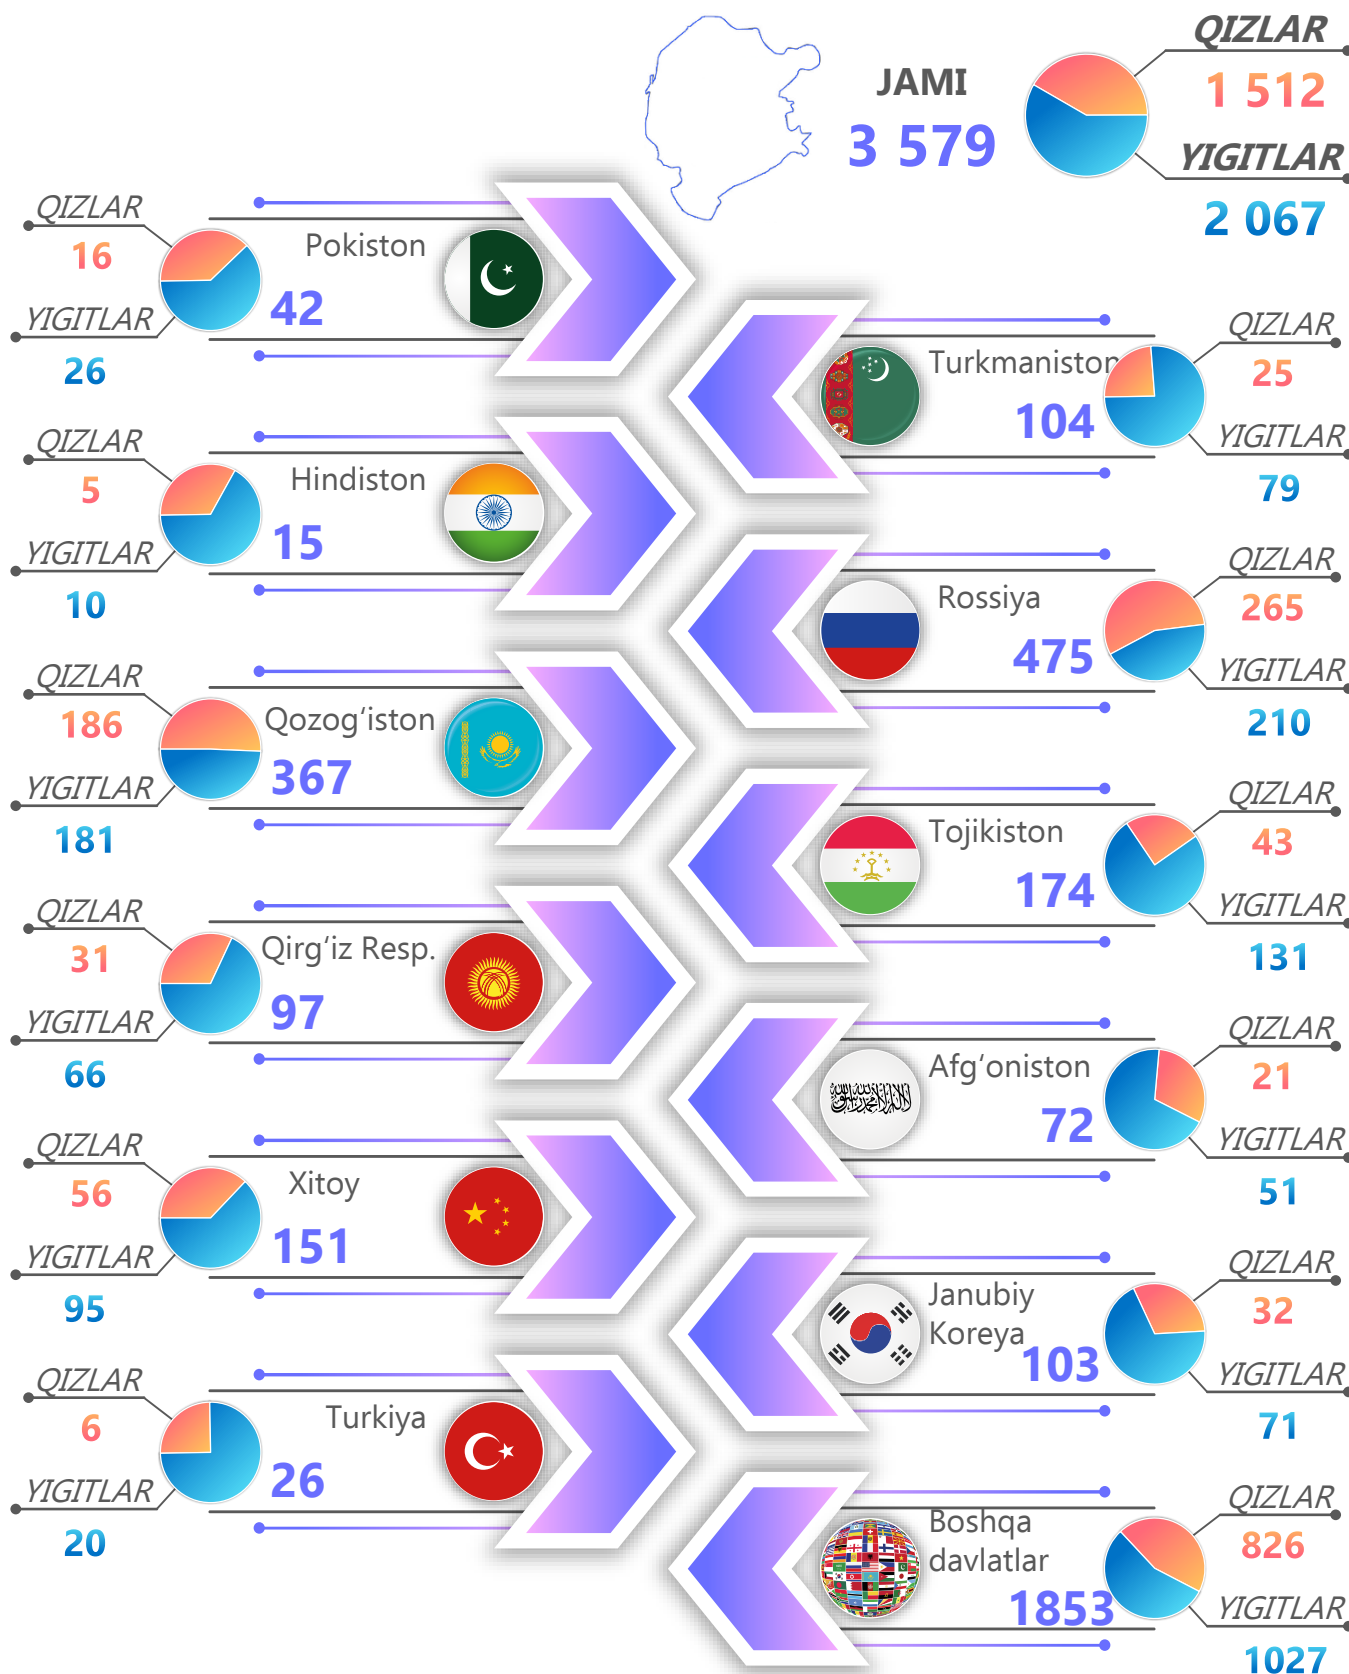 QIZLAR
1 512
JAMI
3 579
YIGITLAR
2 067
QIZLAR
16
YIGITLAR
26
Pokiston
42
QIZLAR
5
YIGITLAR
10
Hindiston
15
QIZLAR
186
YIGITLAR
181
Qozog‘iston
367
QIZLAR
31
YIGITLAR
66
Qirg‘iz Resp.
97
QIZLAR
56
YIGITLAR
95
Xitoy
151
QIZLAR
6
YIGITLAR
20
Turkiya
26
Turkmaniston
104
QIZLAR
25
YIGITLAR
79
Rossiya
475
QIZLAR
265
YIGITLAR
210
Tojikiston
174
QIZLAR
43
YIGITLAR
131
Afg‘oniston
72
QIZLAR
21
YIGITLAR
51
Janubiy
Koreya
103
QIZLAR
32
YIGITLAR
71
Boshqa
davlatlar
1853
QIZLAR
826
YIGITLAR
1027